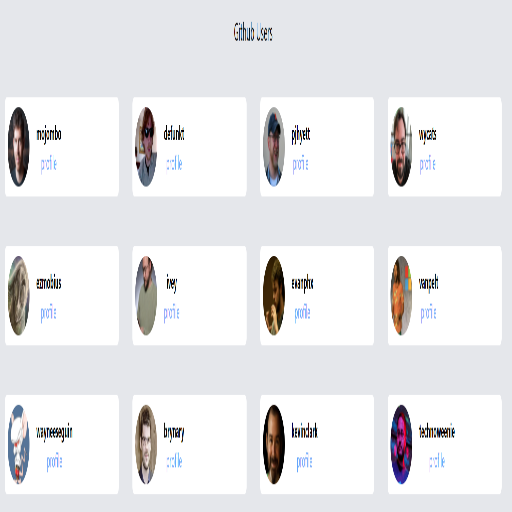 Github Users
mojombo
profile
defunkt
profile
pjhyett
profile
wycats
profile
ezmobius
profile
ivey
profile
evanphx
profile
vanpelt
profile
wayneeseguin
profile
brynary
profile
kevinclark
profile
technoweenie
profile